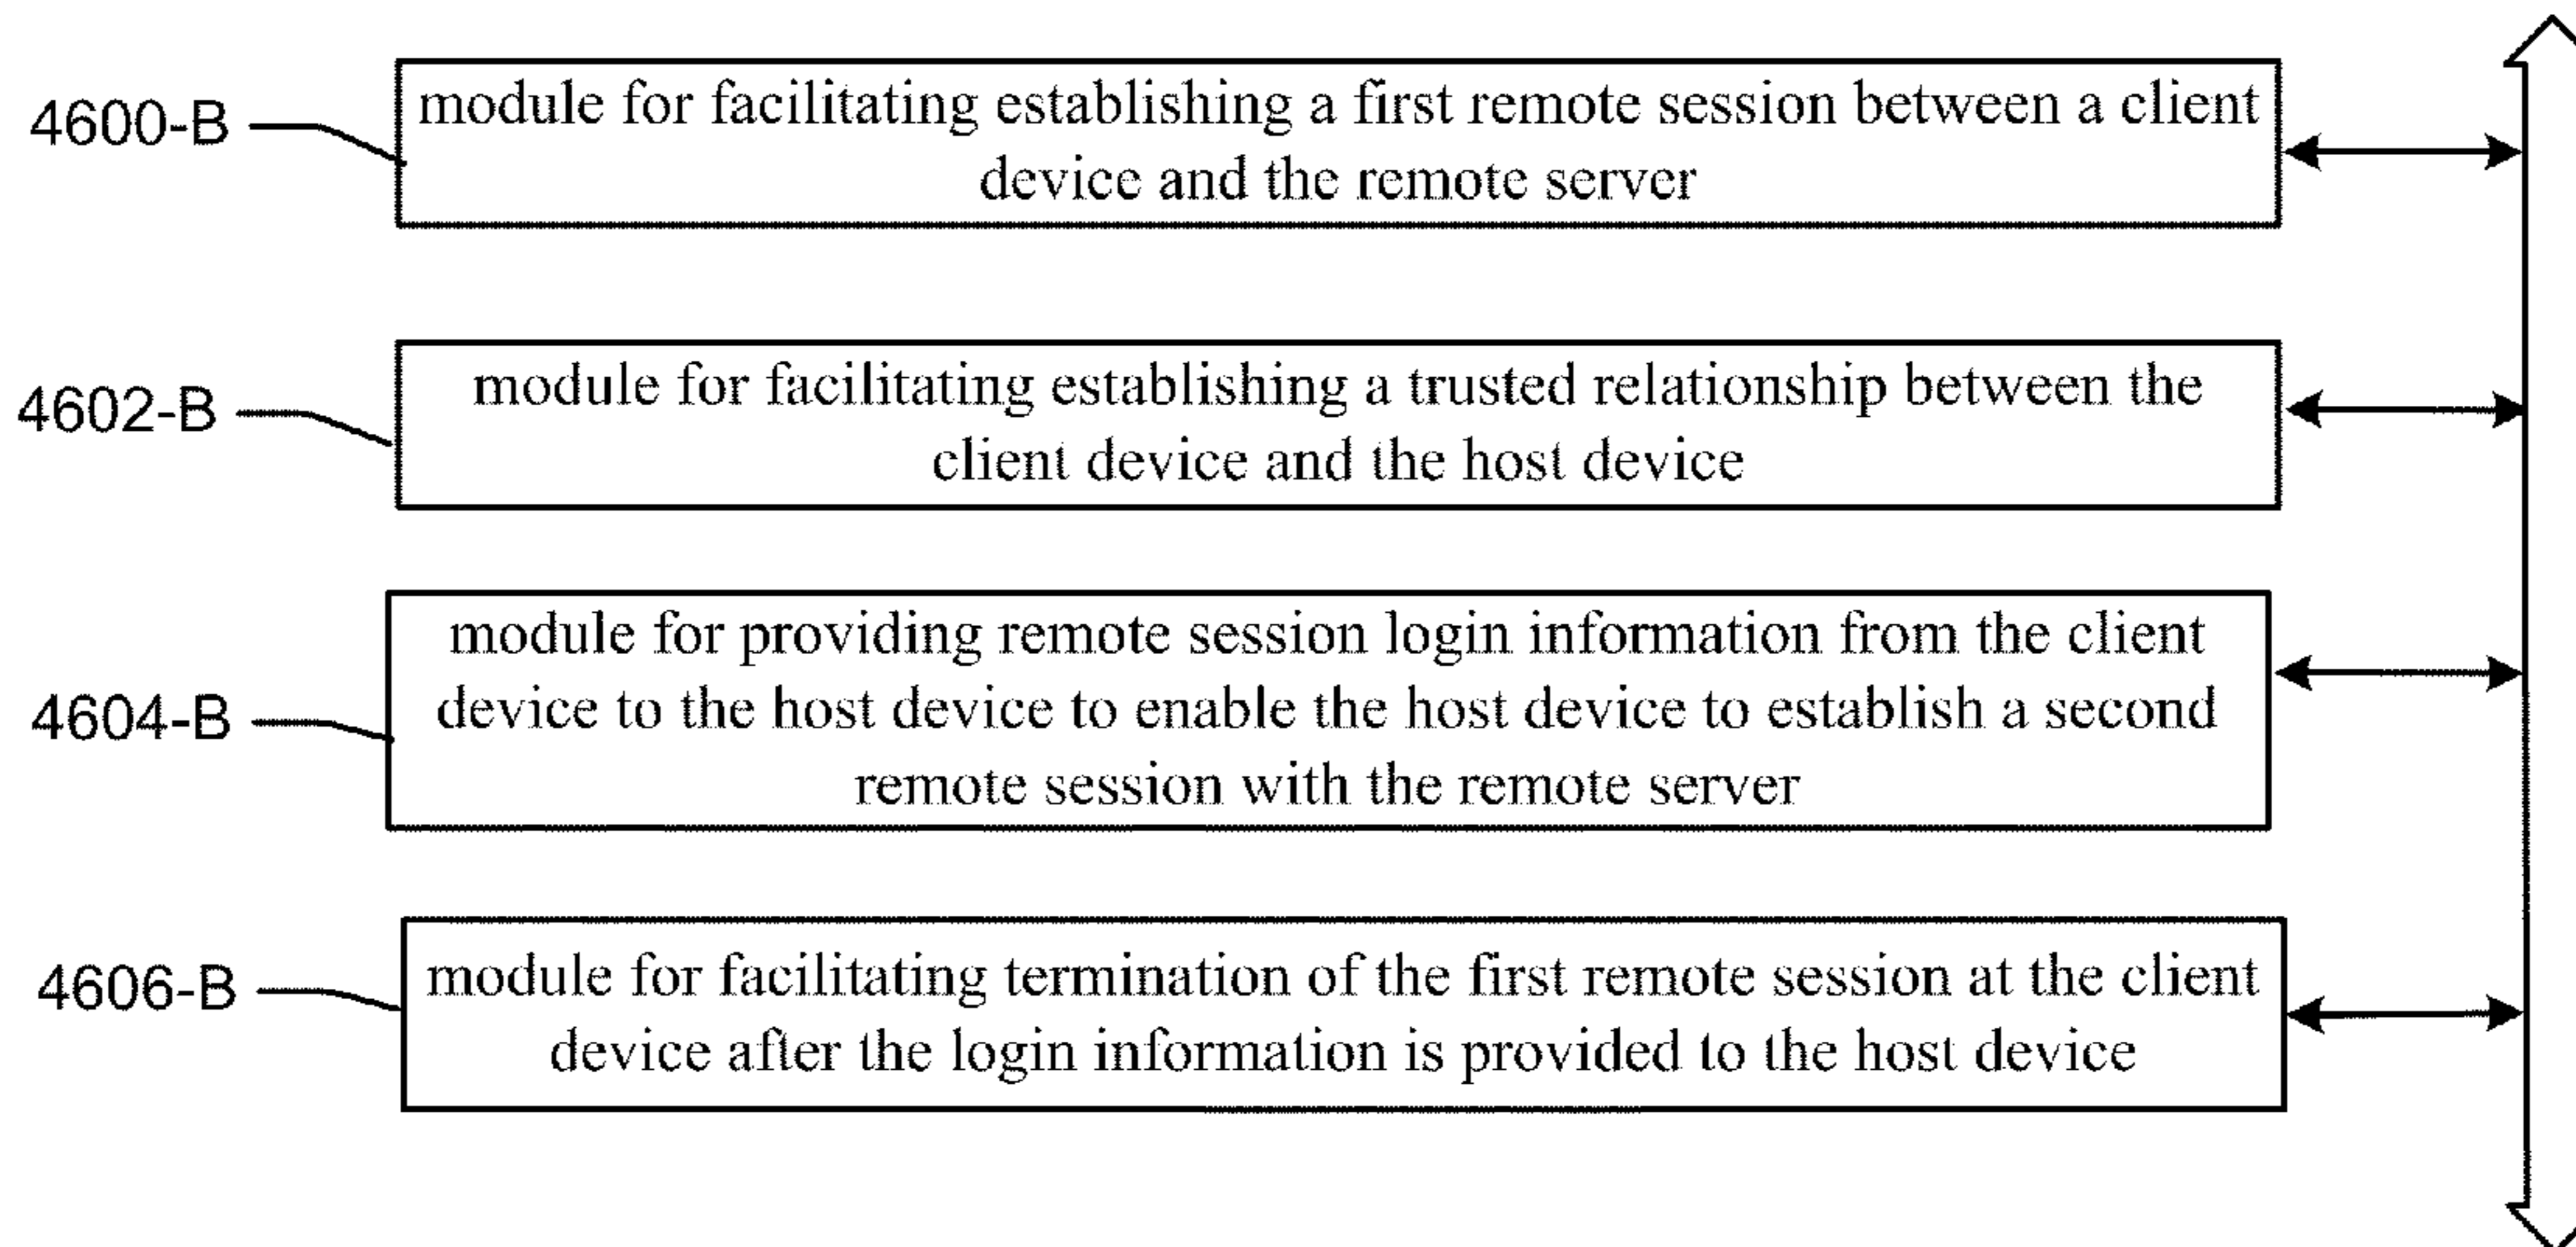 4600-B
module for facilitating establishing a first remote session between a client
device and the remote server
4602-B
module for facilitating establishing a trusted relationship between the
client device and the host device
4604-B
module for providing remote session login information from the client
device to the host device to enable the host device to establish a second
remote session with the remote server
4606-B
module for facilitating termination of the first remote session at the client
device after the login information is provided to the host device